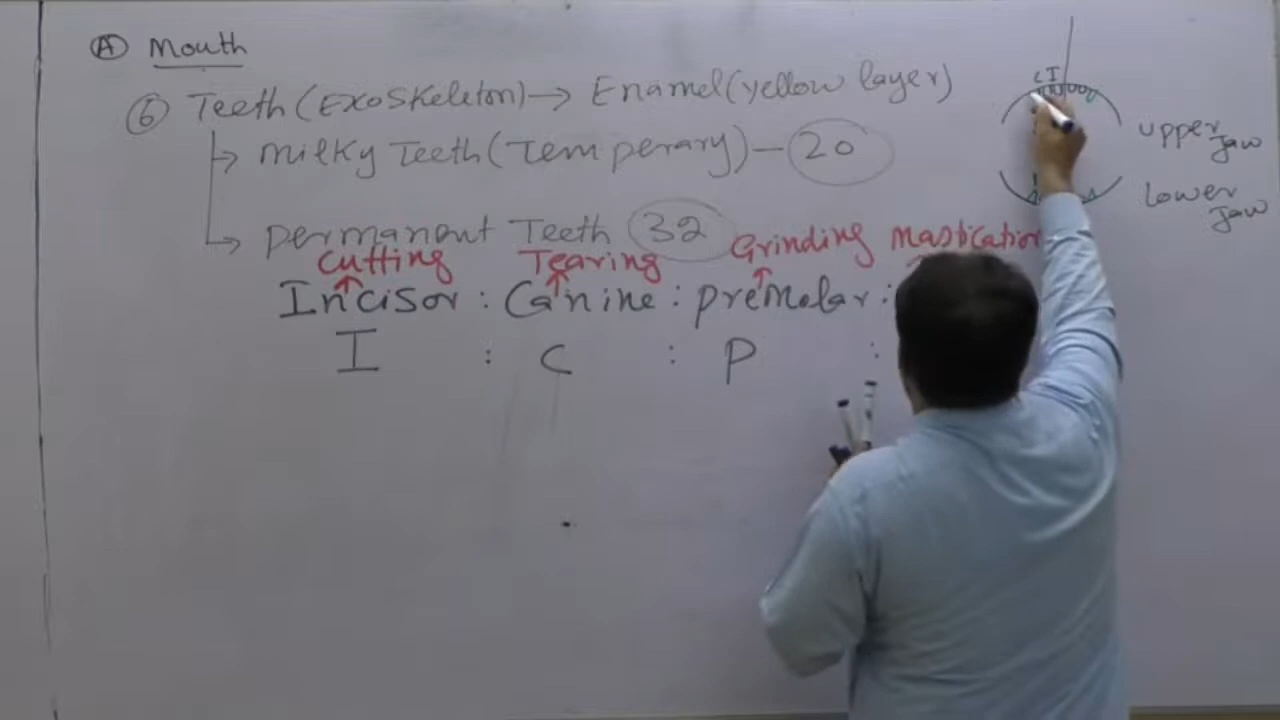 A Mouth
6 Teeth (Exoskeleton) → Enamel (yellow layer)
→ Milky Teeth (Temperary) – 20
→ permanent Teeth 32
Cutting Tearing Grinding Mastication
Incisor : Canine : premolar :
I : C : P :
C I
upper Jaw
Lower Jaw